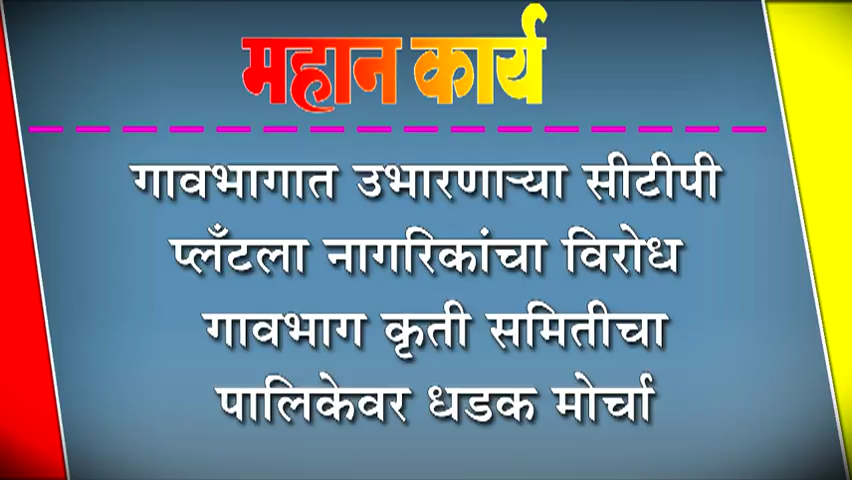 महान कार्य
गावभागात उभारणाऱ्या सीटीपी
प्लँटला नागरिकांचा विरोध
गावभाग कृती समितीचा
पालिकेवर धडक मोर्चा